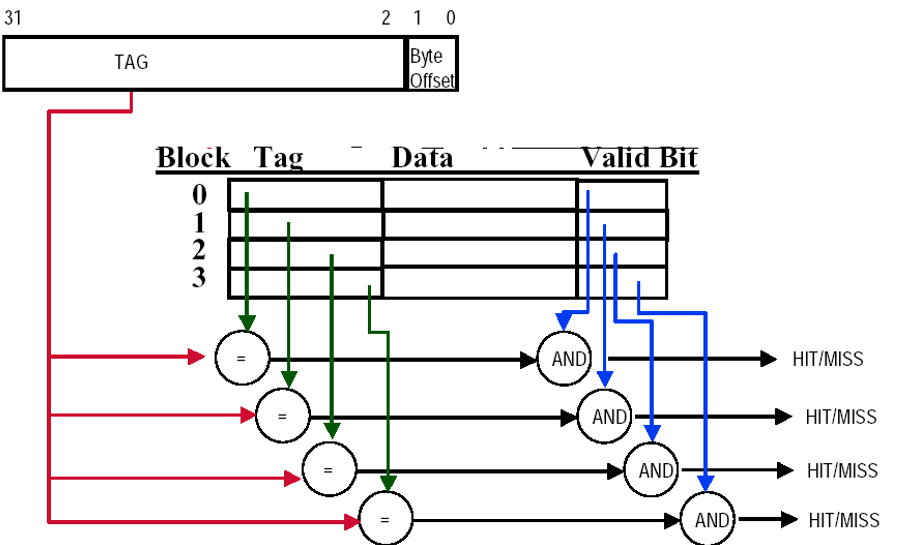 31 2 1 0
TAG Byte
Offset
Block Tag Data Valid Bit
0
1
2
3
= AND HIT/MISS
= AND HIT/MISS
= AND HIT/MISS
= AND HIT/MISS